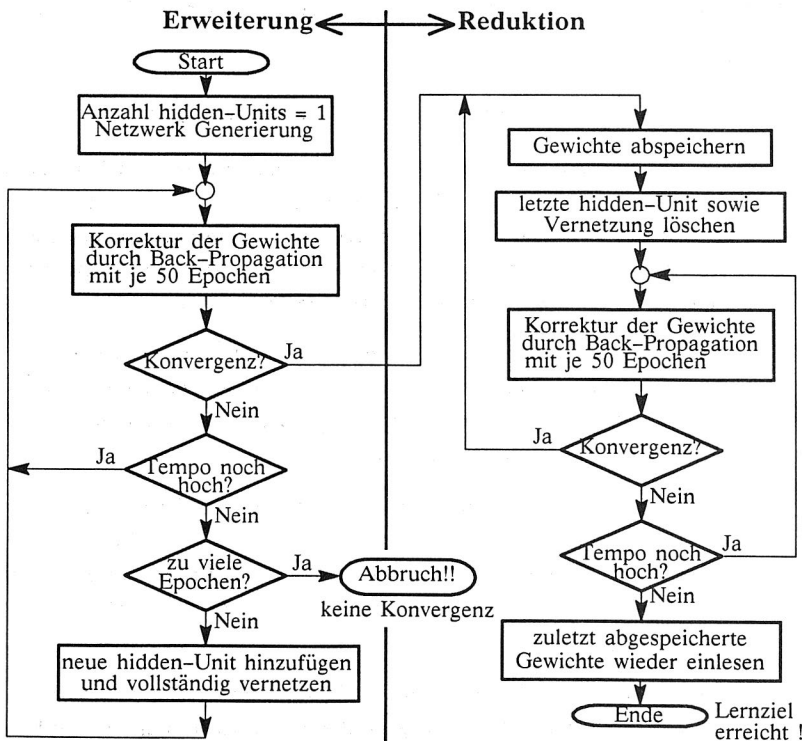 Erweiterung
Reduktion
Start
Anzahl hidden-Units = 1
Netzwerk Generierung
Korrektur der Gewichte
durch Back-Propagation
mit je 50 Epochen
Konvergenz?
Ja
Nein
Tempo noch
hoch?
Ja
Nein
zu viele
Epochen?
Ja
Abbruch!!
keine Konvergenz
Nein
neue hidden-Unit hinzufügen
und vollständig vernetzen
Gewichte abspeichern
letzte hidden-Unit sowie
Vernetzung löschen
Korrektur der Gewichte
durch Back-Propagation
mit je 50 Epochen
Konvergenz?
Ja
Nein
Tempo noch
hoch?
Ja
Nein
zuletzt abgespeicherte
Gewichte wieder einlesen
Ende
Lernziel
erreicht !